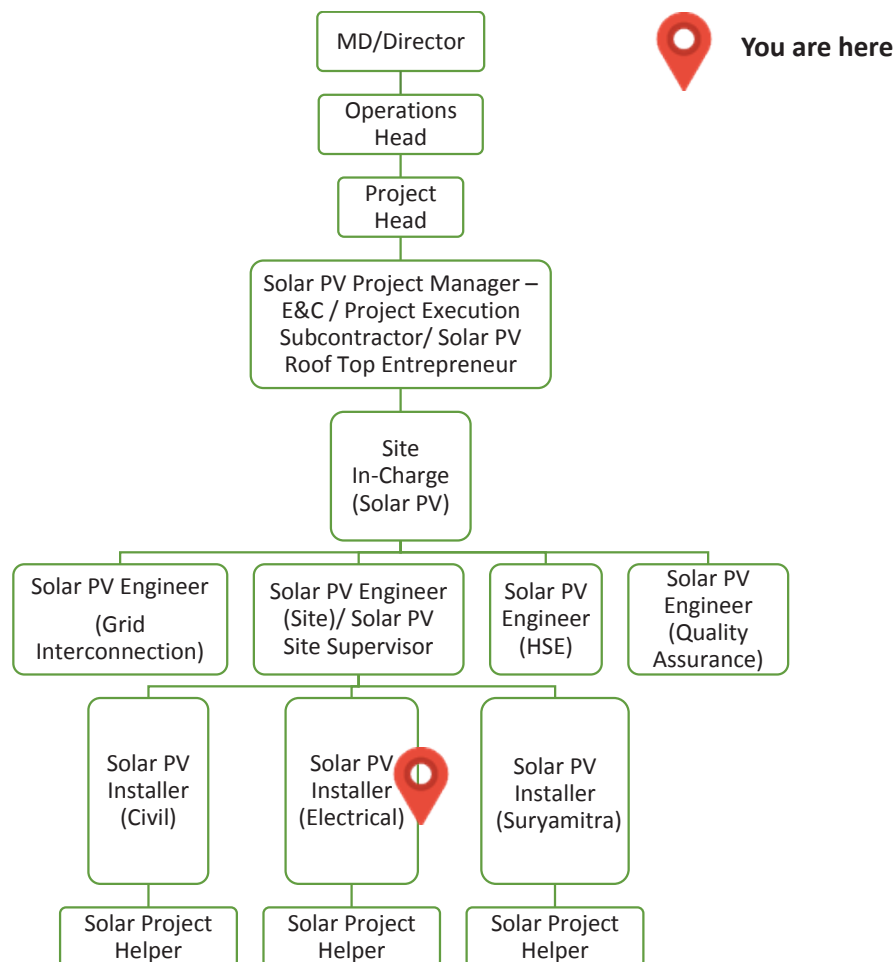 MD/Director
You are here
Operations
Head
Project
Head
Solar PV Project Manager –
E&C / Project Execution
Subcontractor/ Solar PV
Roof Top Entrepreneur
Site
In-Charge
(Solar PV)
Solar PV Engineer
(Grid
Interconnection)
Solar PV Engineer
(Site)/ Solar PV
Site Supervisor
Solar PV
Engineer
(HSE)
Solar PV
Engineer
(Quality
Assurance)
Solar PV
Installer
(Civil)
Solar PV
Installer
(Electrical)
Solar PV
Installer
(Suryamitra)
Solar Project
Helper
Solar Project
Helper
Solar Project
Helper